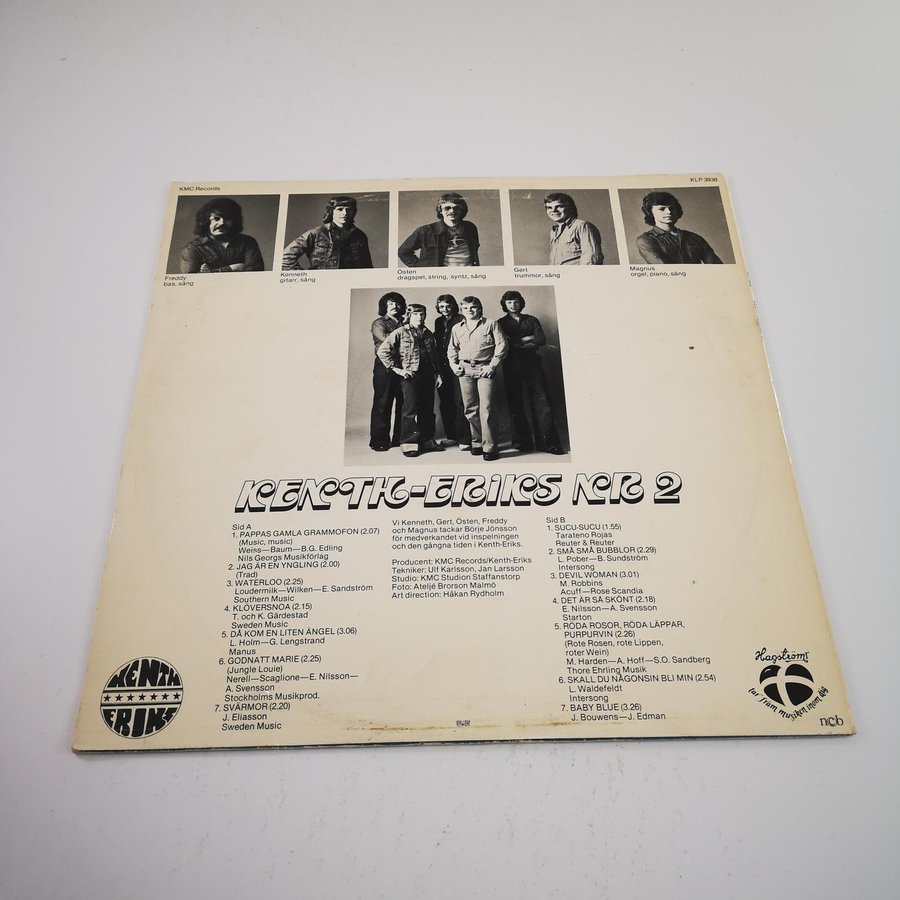 KMC Records
KLP 3938
Freddy
bas, sång
Kenneth
gitarr, sång
Östen
dragspel, string, syntz, sång
Gert
trummor, sång
Magnus
orgel, piano, sång
KENTH-ERIKS NR 2
Sid A
1. PAPPAS GAMLA GRAMMOFON (2.07)
(Music, music)
Weiss—Baum—B.G. Edling
Nils Georgs Musikförlag
2. JAG ÄR EN YNGLING (2.00)
(Trad)
3. WATERLOO (2.25)
Loudermilk—Wilken—E. Sandström
Southern Music
4. KLÖVERSNOA (2.15)
T. och K. Gärdestad
Sweden Music
5. DÅ KOM EN LITEN ÄNGEL (3.06)
L. Holm—G. Lengstrand
Manus
6. GODNATT MARIE (2.25)
(Jungle Louie)
Nerell—Scaglione—E. Nilsson—
A. Svensson
Stockholms Musikprod.
7. SVÄRMOR (2.20)
J. Eliasson
Sweden Music
Vi Kenneth, Gert, Östen, Freddy
och Magnus tackar Börje Jönsson
för medverkandet vid inspelningen
och den gångna tiden i Kenth-Eriks.
Producent: KMC Records/Kenth-Eriks
Tekniker: Ulf Karlsson, Jan Larsson
Studio: KMC Studion Staffanstorp
Foto: Ateljé Brorson Malmö
Art direction: Håkan Rydholm
Sid B
1. SUCU-SUCU (1.55)
Tarateno Rojas
Reuter & Reuter
2. SMÅ SMÅ BUBBLOR (2.29)
L. Pober—B. Sundström
Intersong
3. DEVIL WOMAN (3.01)
M. Robbins
Acuff—Rose Scandia
4. DET ÄR SÅ SKÖNT (2.18)
E. Nilsson—A. Svensson
Starton
5. RÖDA ROSOR, RÖDA LÄPPAR,
PURPURVIN (2.26)
(Rote Rosen, rote Lippen,
roter Wein)
M. Harden—A. Hoff—S.O. Sandberg
Thore Ehrling Musik
6. SKALL DU NÅGONSIN BLI MIN (2.54)
L. Waldefeldt
Intersong
7. BABY BLUE (3.26)
J. Bouwens—J. Edman
KENTH
ERIKS
Hagström
tar fram musiken inom dig
ncb